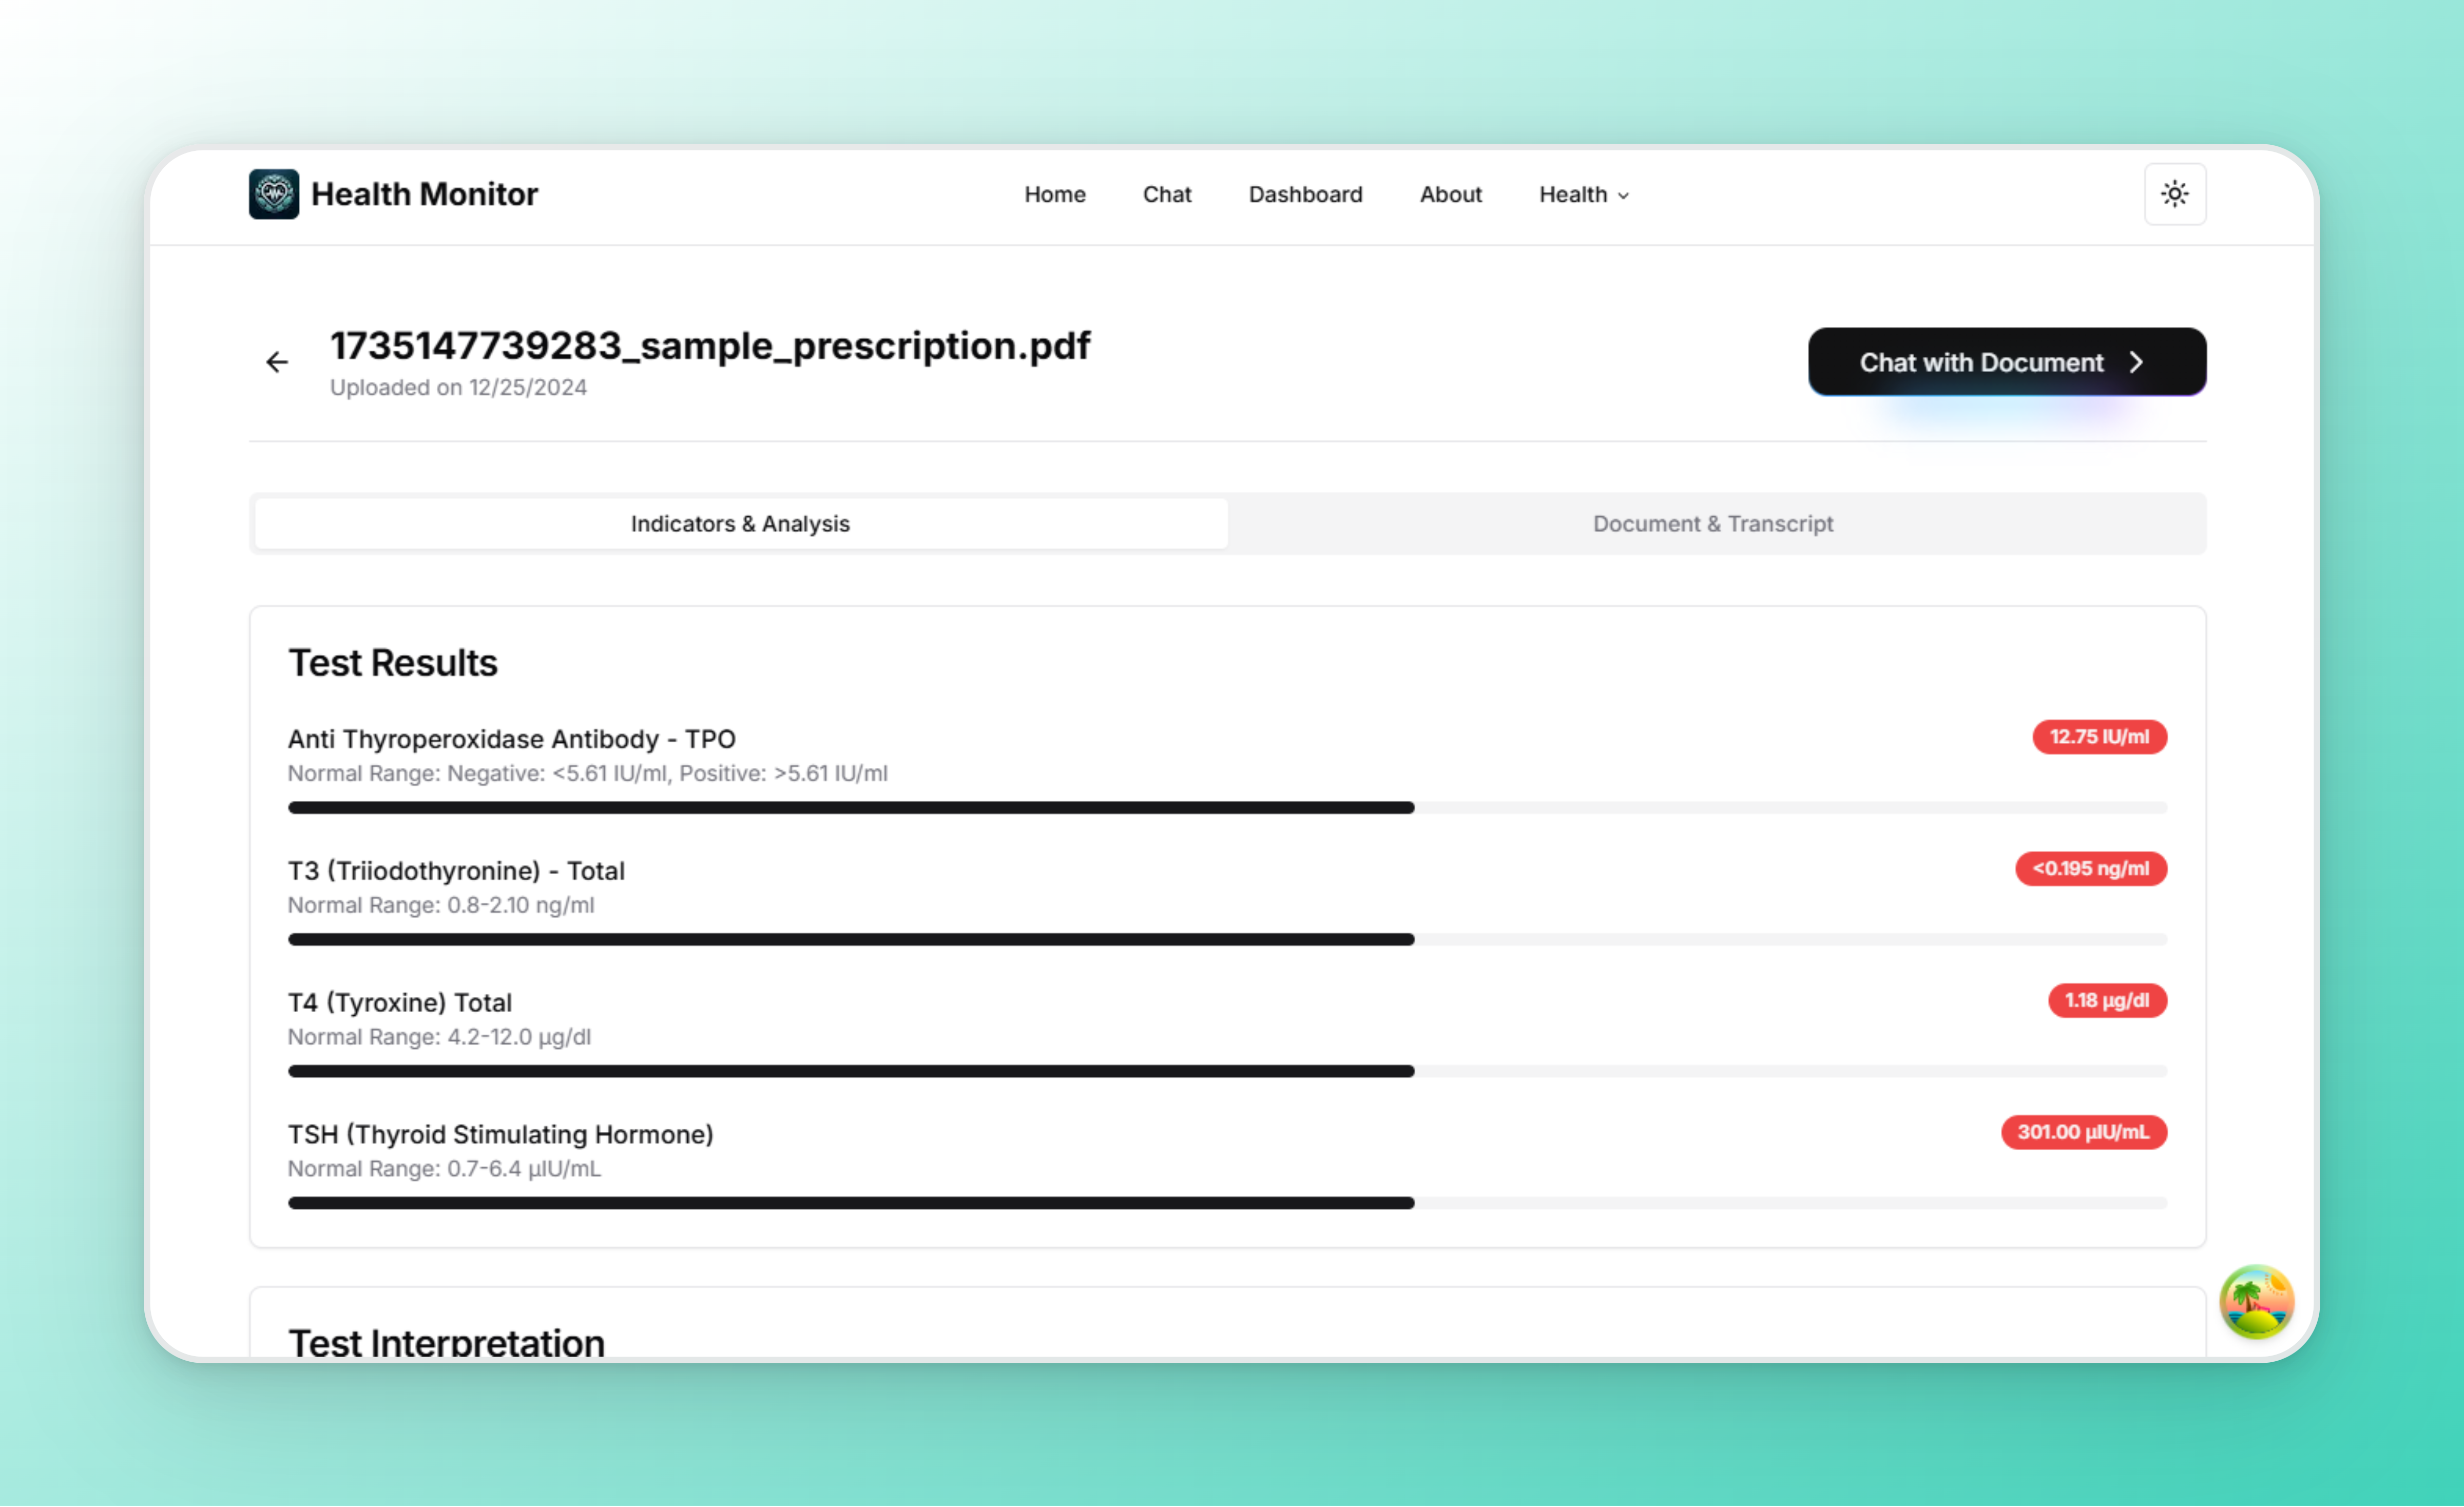 Health Monitor
Home
Chat
Dashboard
About
Health
1735147739283_sample_prescription.pdf
Uploaded on 12/25/2024
Chat with Document
Indicators & Analysis
Document & Transcript
Test Results
Anti Thyroperoxidase Antibody - TPO
12.75 IU/ml
Normal Range: Negative: <5.61 IU/ml, Positive: >5.61 IU/ml
T3 (Triiodothyronine) - Total
<0.195 ng/ml
Normal Range: 0.8-2.10 ng/ml
T4 (Tyroxine) Total
1.18 µg/dl
Normal Range: 4.2-12.0 µg/dl
TSH (Thyroid Stimulating Hormone)
301.00 µIU/mL
Normal Range: 0.7-6.4 µIU/mL
Test Interpretation